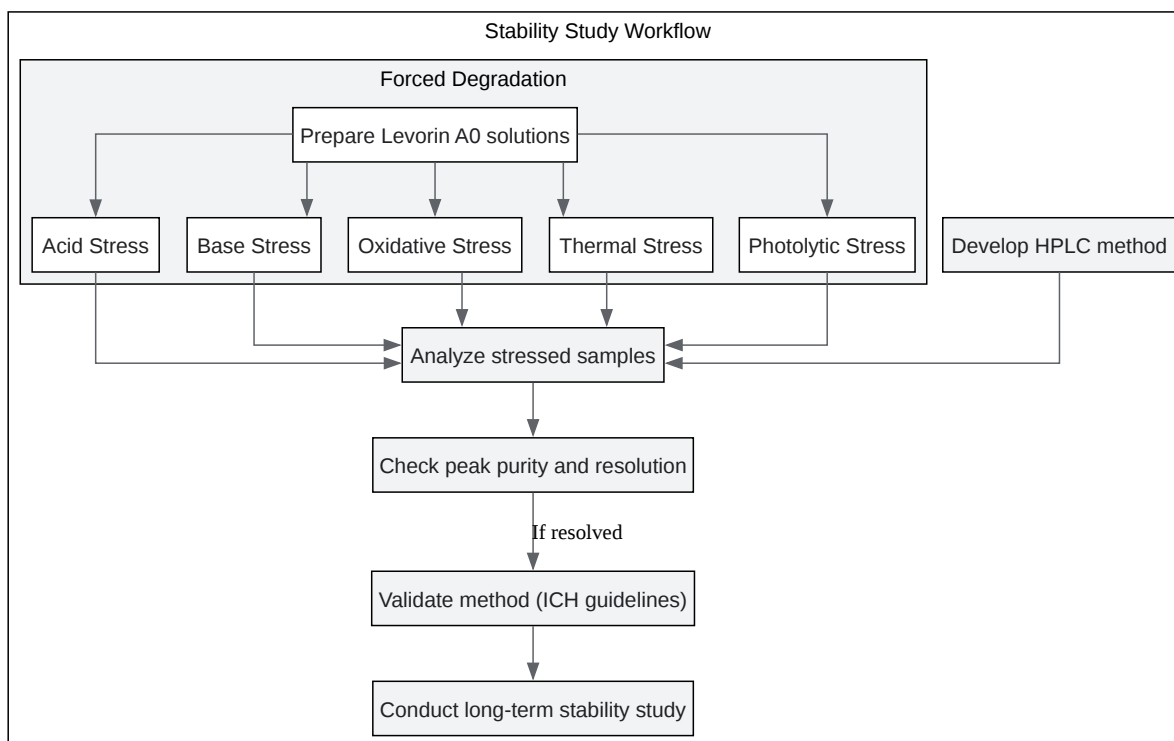 Stability Study Workflow
Forced Degradation
Prepare Levorin A0 solutions
Acid Stress
Base Stress
Oxidative Stress
Thermal Stress
Photolytic Stress
Develop HPLC method
Analyze stressed samples
Check peak purity and resolution
If resolved
Validate method (ICH guidelines)
Conduct long-term stability study